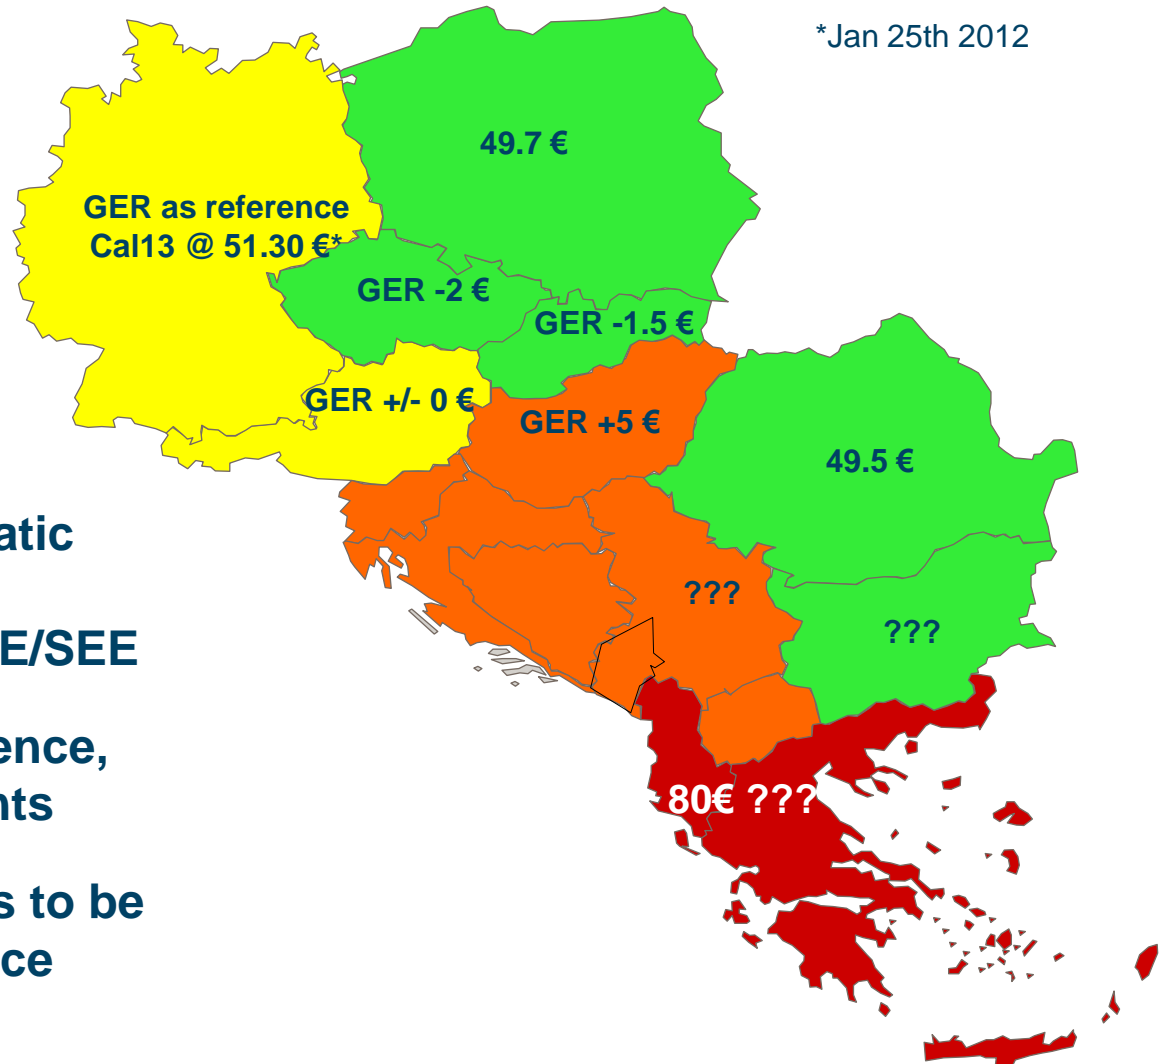 *Jan 25th 2012
49.7 €
GER as reference
Cal13 @ 51.30 €*
GER -2 €
GER -1.5 €
GER +/- 0 €
GER +5 €
49.5 €
???
???
80€ ???
atic
E/SEE
ence,
nts
s to be
ce